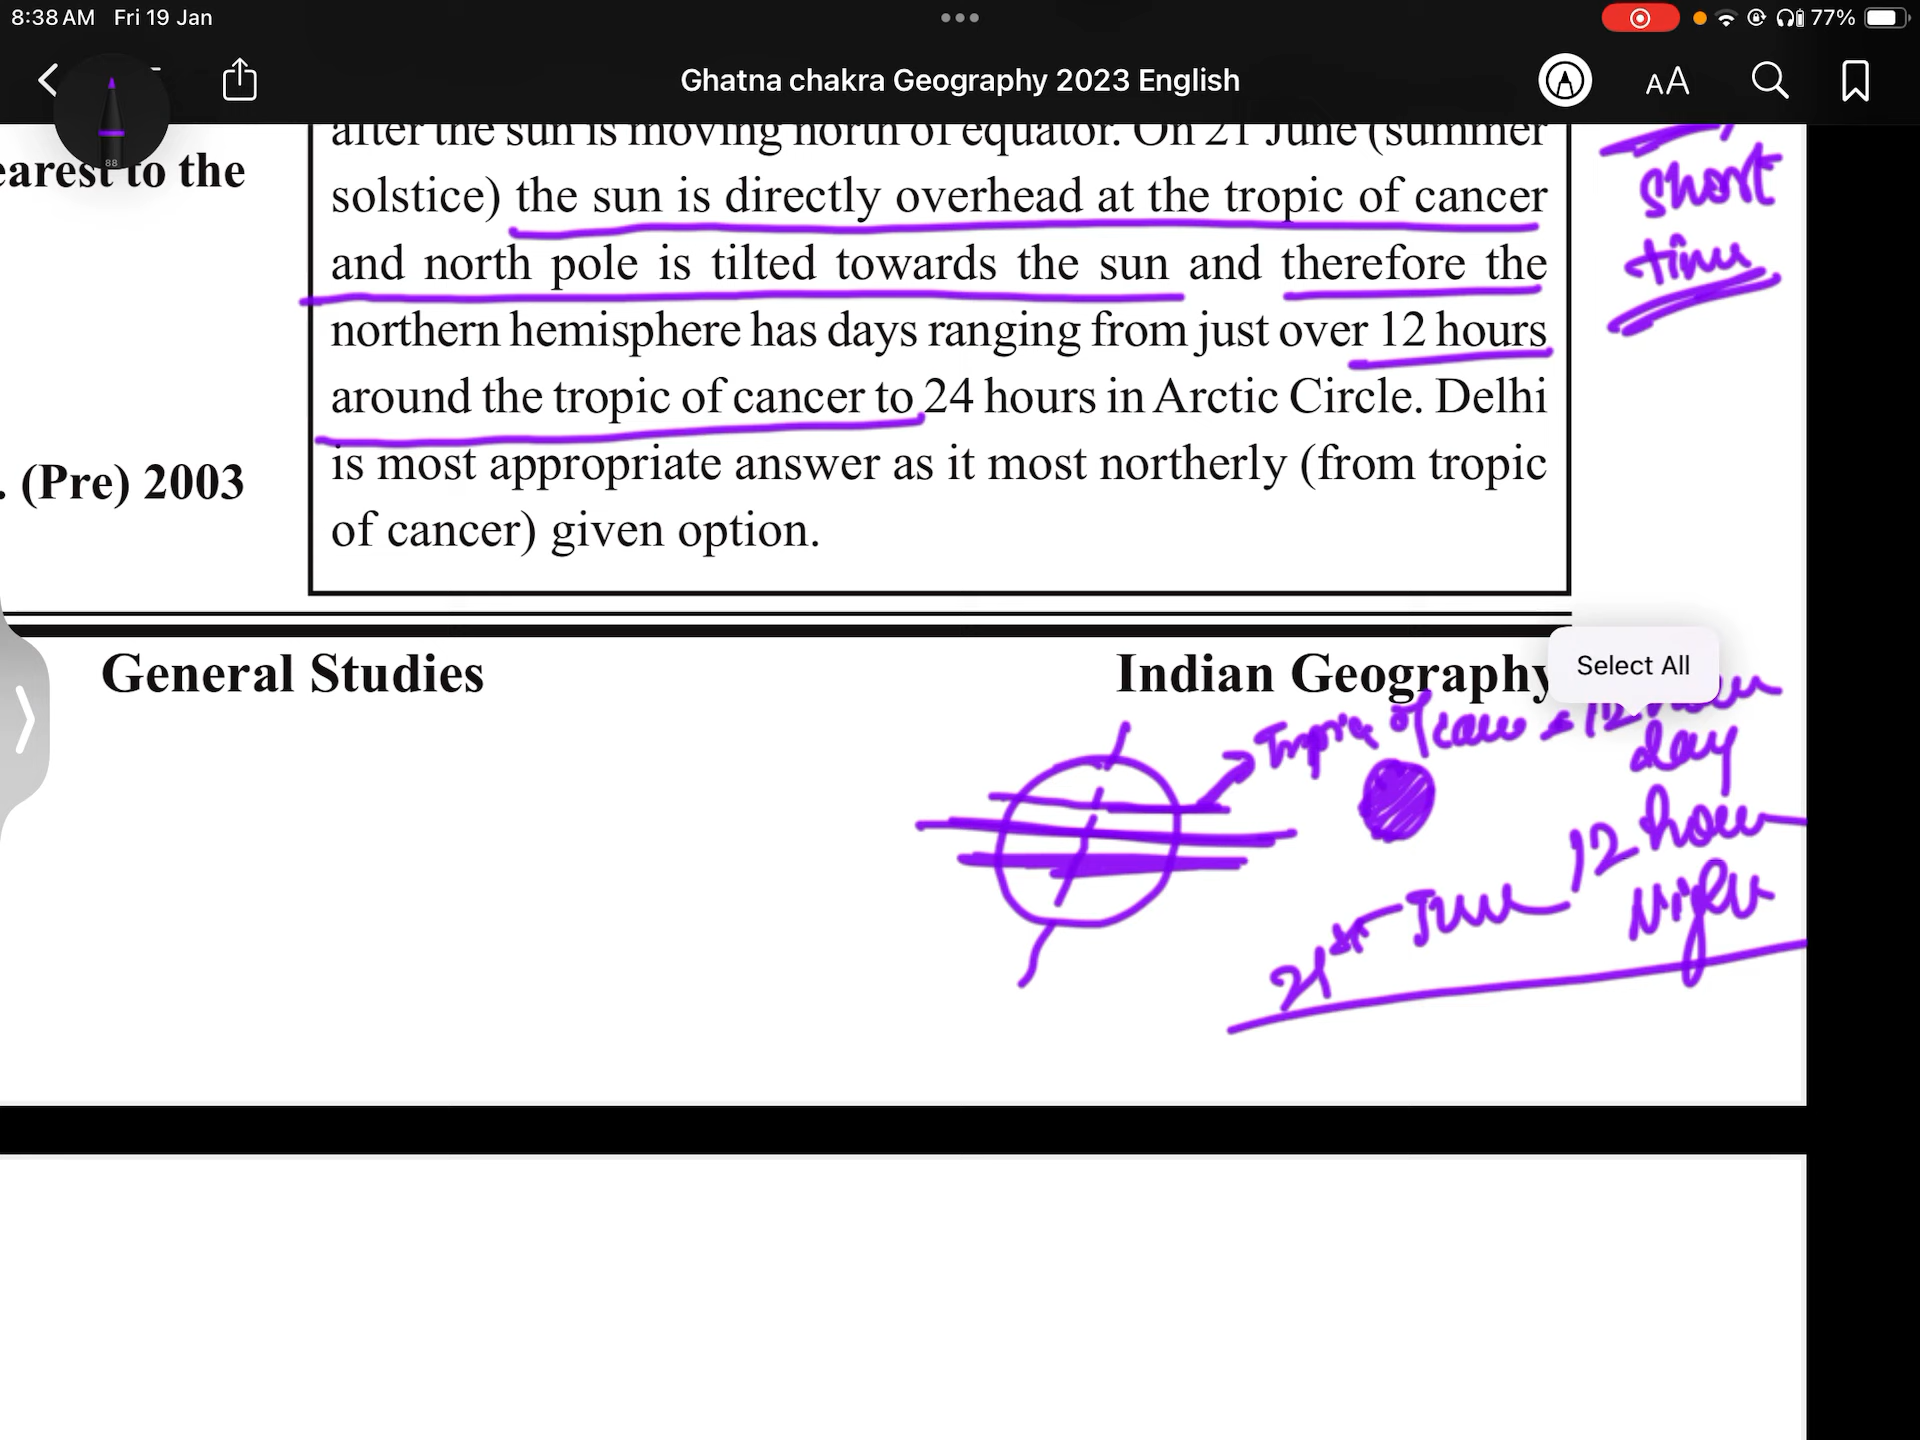 8:38 AM Fri 19 Jan
77%
Ghatna chakra Geography 2023 English
AA
88
earest to the
. (Pre) 2003
after the sun is moving north of equator. On 21 June (summer
solstice) the sun is directly overhead at the tropic of cancer
and north pole is tilted towards the sun and therefore the
northern hemisphere has days ranging from just over 12 hours
around the tropic of cancer to 24 hours in Arctic Circle. Delhi
is most appropriate answer as it most northerly (from tropic
of cancer) given option.
short
time
General Studies
Indian Geography
Select All
Tropic of 12
day
12 hour
Night
21st June